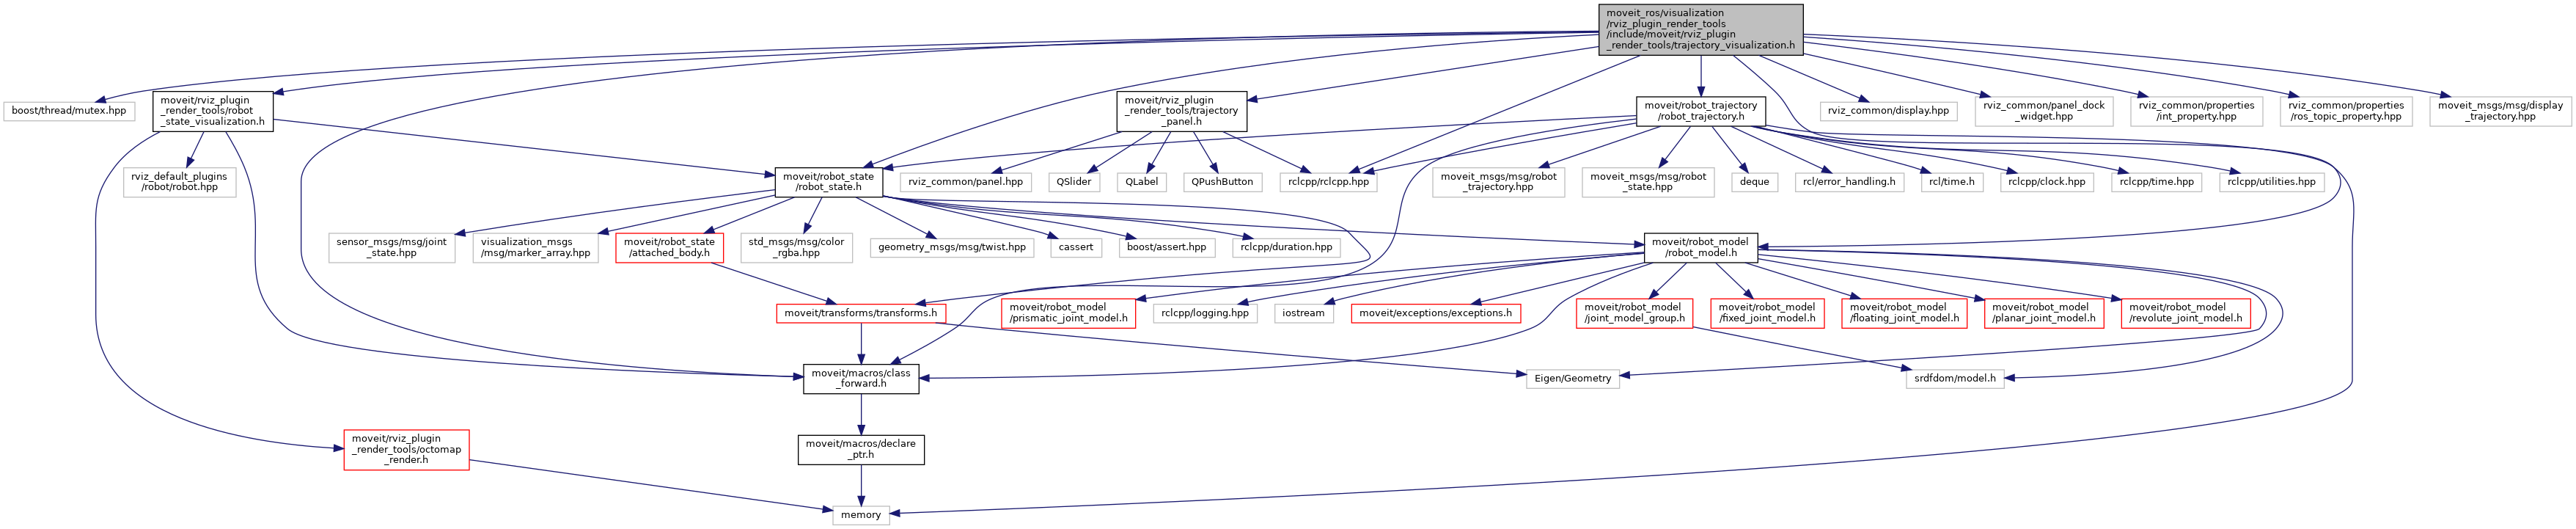 moveit_ros/visualization
/rviz_plugin_render_tools
/include/moveit/rviz_plugin
_render_tools/trajectory_visualization.h
boost/thread/mutex.hpp
moveit/rviz_plugin
_render_tools/robot
_state_visualization.h
moveit/rviz_plugin
_render_tools/trajectory
_panel.h
moveit/robot_trajectory
/robot_trajectory.h
rviz_common/display.hpp
rviz_common/panel_dock
_widget.hpp
rviz_common/properties
/int_property.hpp
rviz_common/properties
/ros_topic_property.hpp
moveit_msgs/msg/display
_trajectory.hpp
rviz_default_plugins
/robot/robot.hpp
moveit/robot_state
/robot_state.h
rviz_common/panel.hpp
QSlider
QLabel
QPushButton
rclcpp/rclcpp.hpp
moveit_msgs/msg/robot
_trajectory.hpp
moveit_msgs/msg/robot
_state.hpp
deque
rcl/error_handling.h
rcl/time.h
rclcpp/clock.hpp
rclcpp/time.hpp
rclcpp/utilities.hpp
sensor_msgs/msg/joint
_state.hpp
visualization_msgs
/msg/marker_array.hpp
moveit/robot_state
/attached_body.h
std_msgs/msg/color
_rgba.hpp
geometry_msgs/msg/twist.hpp
cassert
boost/assert.hpp
rclcpp/duration.hpp
moveit/robot_model
/robot_model.h
moveit/transforms/transforms.h
moveit/robot_model
/prismatic_joint_model.h
rclcpp/logging.hpp
iostream
moveit/exceptions/exceptions.h
moveit/robot_model
/joint_model_group.h
moveit/robot_model
/fixed_joint_model.h
moveit/robot_model
/floating_joint_model.h
moveit/robot_model
/planar_joint_model.h
moveit/robot_model
/revolute_joint_model.h
moveit/macros/class
_forward.h
Eigen/Geometry
srdfdom/model.h
moveit/rviz_plugin
_render_tools/octomap
_render.h
moveit/macros/declare
_ptr.h
memory